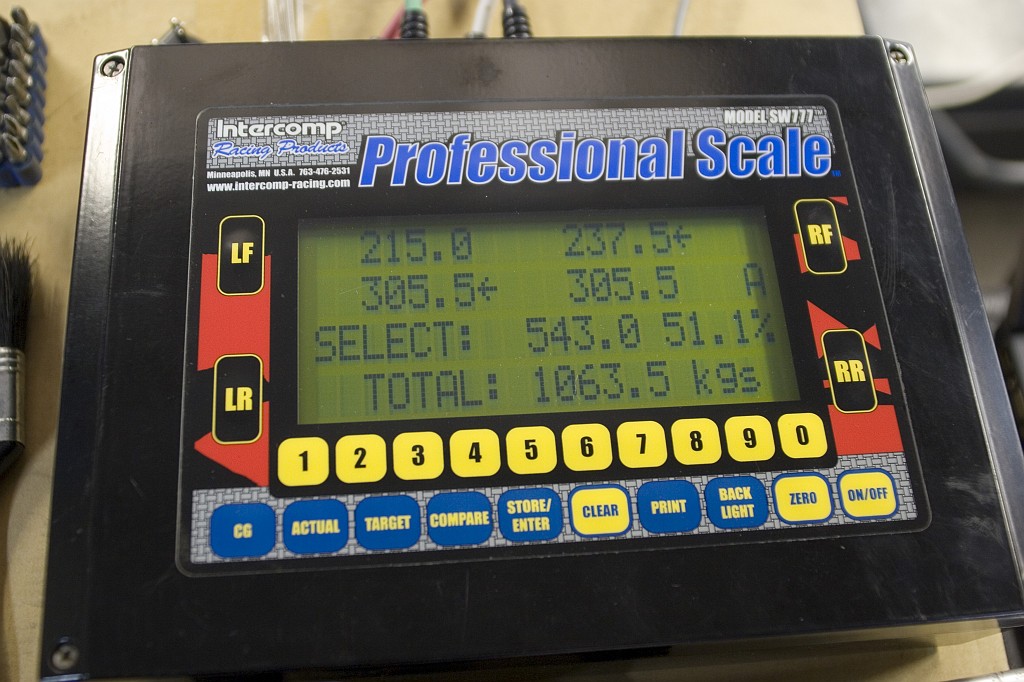 Intercomp
Racing Products
Minneapolis, MN U.S.A. 763-476-2531
www.intercomp-racing.com
MODEL SW777
Professional Scale™
LF
RF
LR
RR
215.0 237.5←
305.5← 305.5 A
SELECT: 543.0 51.1%
TOTAL: 1063.5 kgs
1 2 3 4 5 6 7 8 9 0
CG ACTUAL TARGET COMPARE STORE/ENTER CLEAR PRINT BACK LIGHT ZERO ON/OFF